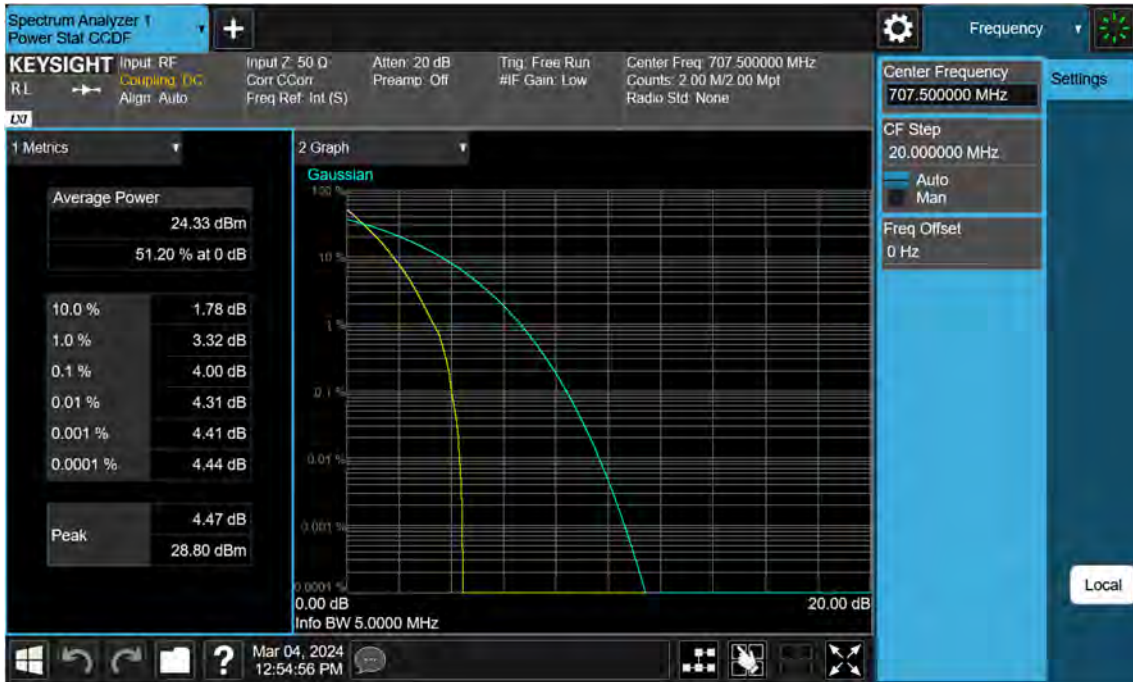 Spectrum Analyzer 1
Power Stat CCDF
Frequency
KEYSIGHT
RL
LXI
Input: RF
Coupling: DC
Align: Auto
Input Z: 50 Ω
Corr CCorr
Freq Ref: Int (S)
Atten: 20 dB
Preamp: Off
Trig: Free Run
#IF Gain: Low
Center Freq: 707.500000 MHz
Counts: 2.00 M/2.00 Mpt
Radio Std: None
Center Frequency
707.500000 MHz
Settings
CF Step
20.000000 MHz
Auto
Man
Freq Offset
0 Hz
1 Metrics
Average Power
24.33 dBm
51.20 % at 0 dB
10.0 % 1.78 dB
1.0 % 3.32 dB
0.1 % 4.00 dB
0.01 % 4.31 dB
0.001 % 4.41 dB
0.0001 % 4.44 dB
Peak
4.47 dB
28.80 dBm
2 Graph
Gaussian
100 %
10 %
1 %
0.1 %
0.01 %
0.001 %
0.0001 %
0.00 dB
20.00 dB
Info BW 5.0000 MHz
Local
?
Mar 04, 2024
12:54:56 PM